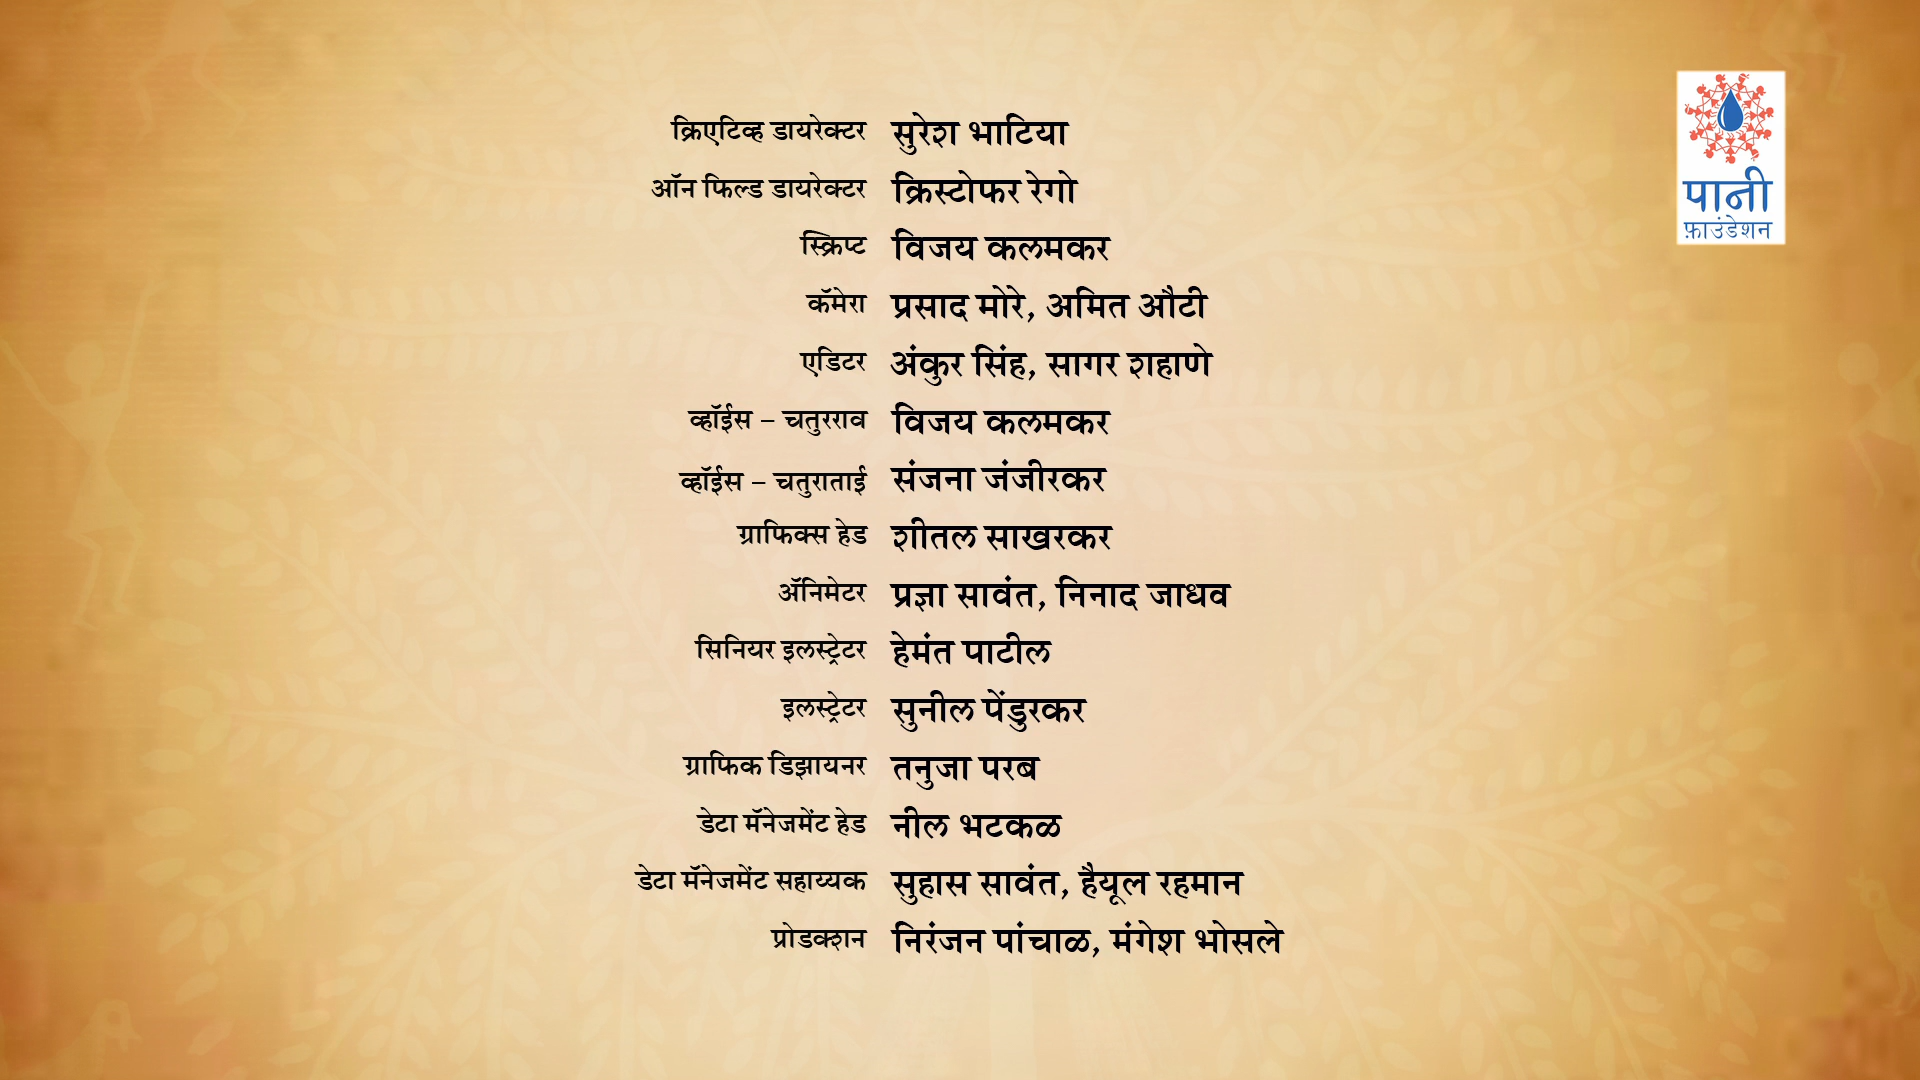 क्रिएटिव्ह डायरेक्टर सुरेश भाटिया
ऑन फिल्ड डायरेक्टर क्रिस्टोफर रेगो
स्क्रिप्ट विजय कलमकर
कॅमेरा प्रसाद मोरे, अमित औटी
एडिटर अंकुर सिंह, सागर शहाणे
व्हॉईस – चतुरराव विजय कलमकर
व्हॉईस – चतुराताई संजना जंजीरकर
ग्राफिक्स हेड शीतल साखरकर
ॲनिमेटर प्रज्ञा सावंत, निनाद जाधव
सिनियर इलस्ट्रेटर हेमंत पाटील
इलस्ट्रेटर सुनील पेंडुरकर
ग्राफिक डिझायनर तनुजा परब
डेटा मॅनेजमेंट हेड नील भटकळ
डेटा मॅनेजमेंट सहाय्यक सुहास सावंत, हैयूल रहमान
प्रोडक्शन निरंजन पांचाळ, मंगेश भोसले
पानी
फ़ाउंडेशन